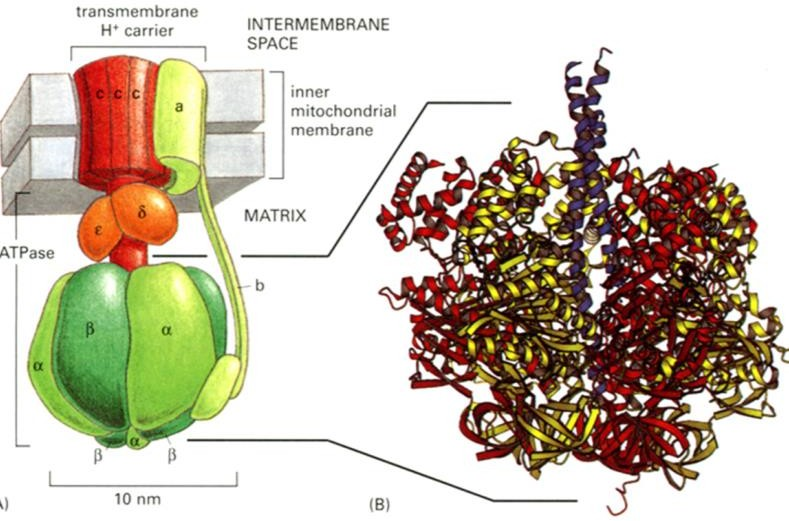 transmembrane
H⁺ carrier
INTERMEMBRANE
SPACE
c c c
a
inner
mitochondrial
membrane
δ
ε
MATRIX
ATPase
b
β
α
α
α
β
β
10 nm
A)
(B)